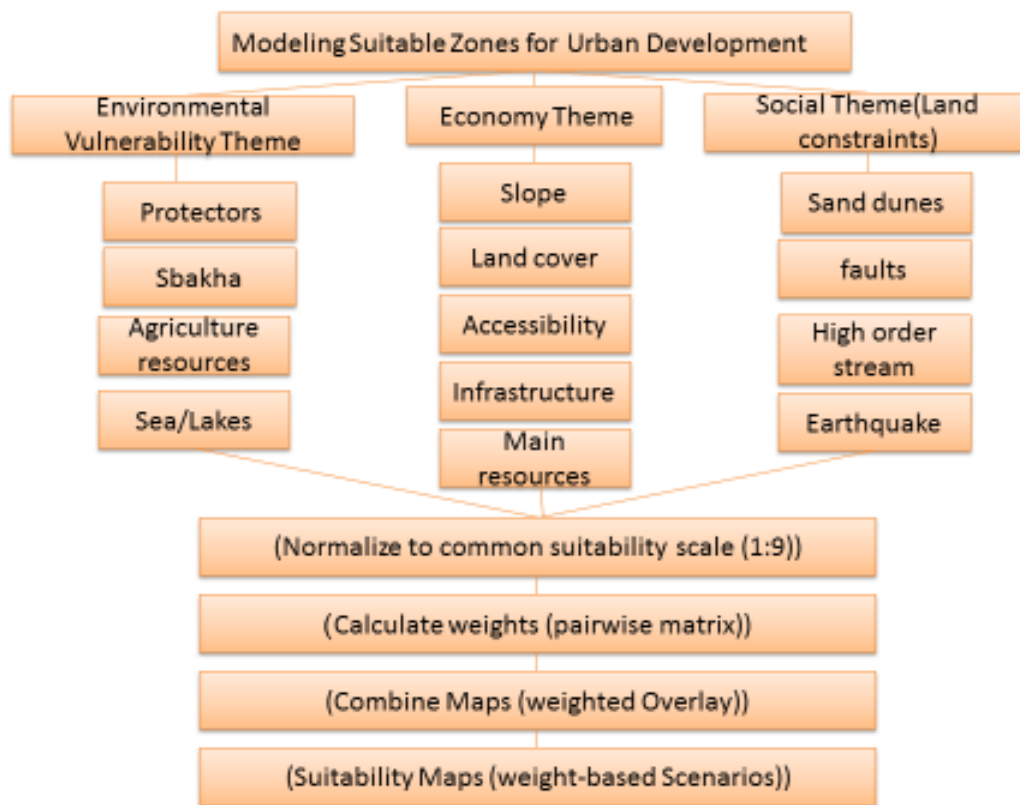 Modeling Suitable Zones for Urban Development
Environmental
Vulnerability Theme
Economy Theme
Social Theme(Land
constraints)
Protectors
Sbakha
Agriculture
resources
Sea/Lakes
Slope
Land cover
Accessibility
Infrastructure
Main
resources
Sand dunes
faults
High order
stream
Earthquake
(Normalize to common suitability scale (1:9))
(Calculate weights (pairwise matrix))
(Combine Maps (weighted Overlay))
(Suitability Maps (weight-based Scenarios))